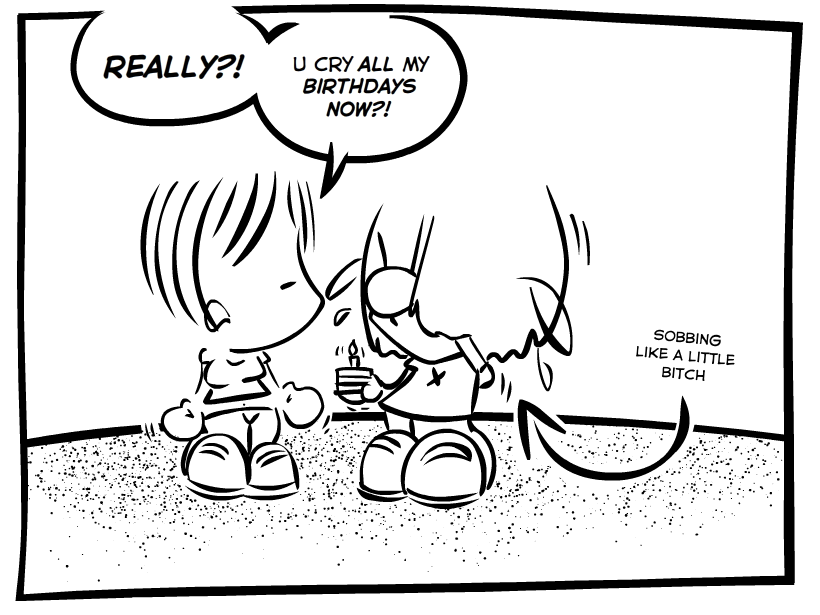 REALLY?!
U CRY ALL MY
BIRTHDAYS
NOW?!
SOBBING
LIKE A LITTLE
BITCH